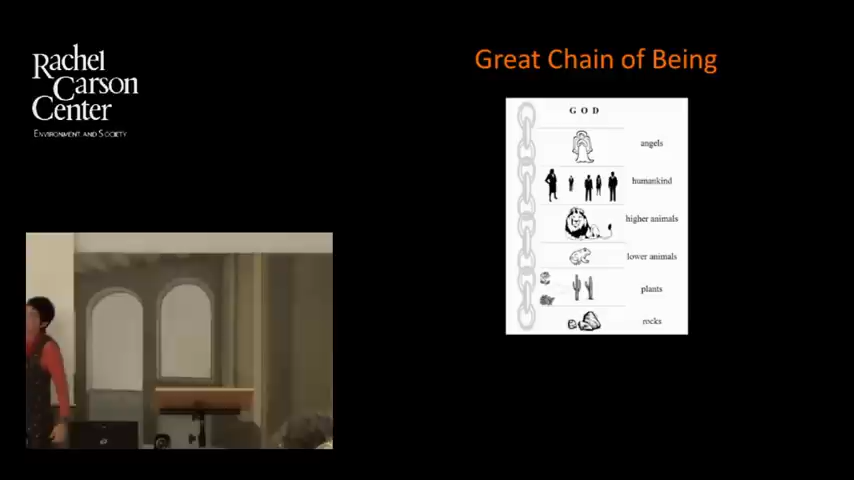 Rachel
Carson
Center
ENVIRONMENT AND SOCIETY
Great Chain of Being
GOD
angels
humankind
higher animals
lower animals
plants
rocks